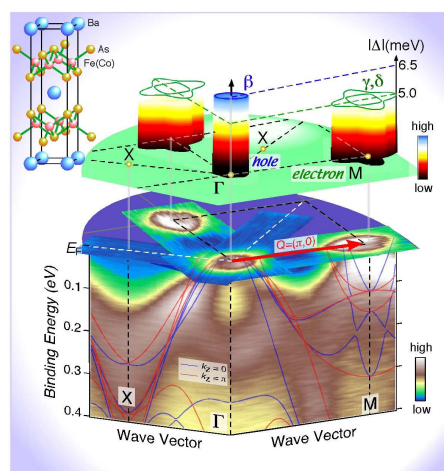 Ba
As
Fe(Co)
|Δ|(meV)
6.5
5.0
β
γ,δ
high
low
X
X
hole
electron
Γ
M
E_F
Q=(π,0)
0.1
0.2
0.3
0.4
Binding Energy (eV)
k_z = 0
k_z = π
high
low
X
Γ
M
Wave Vector
Wave Vector